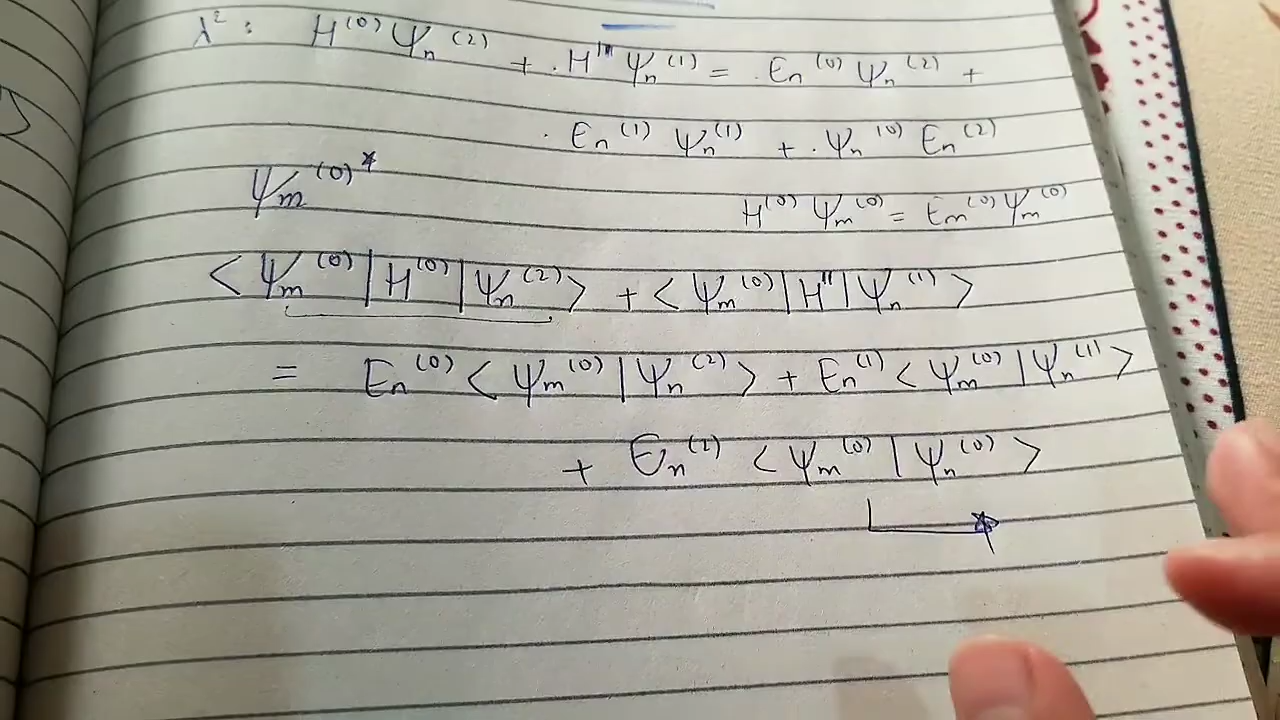 λ² : H⁽⁰⁾ Ψₙ⁽²⁾ + H''' Ψₙ⁽¹⁾ = Eₙ⁽⁰⁾ Ψₙ⁽²⁾ +
Eₙ⁽¹⁾ Ψₙ⁽¹⁾ + Ψₙ⁽⁰⁾ Eₙ⁽²⁾
Ψₘ⁽⁰⁾*
H⁽⁰⁾ Ψₘ⁽⁰⁾ = Eₘ⁽⁰⁾ Ψₘ⁽⁰⁾
< Ψₘ⁽⁰⁾ | H⁽⁰⁾ | Ψₙ⁽²⁾ > + < Ψₘ⁽⁰⁾ | H'' | Ψₙ⁽¹⁾ >
= Eₙ⁽⁰⁾ < Ψₘ⁽⁰⁾ | Ψₙ⁽²⁾ > + Eₙ⁽¹⁾ < Ψₘ⁽⁰⁾ | Ψₙ⁽¹⁾ >
+ Eₙ⁽²⁾ < Ψₘ⁽⁰⁾ | Ψₙ⁽⁰⁾ >